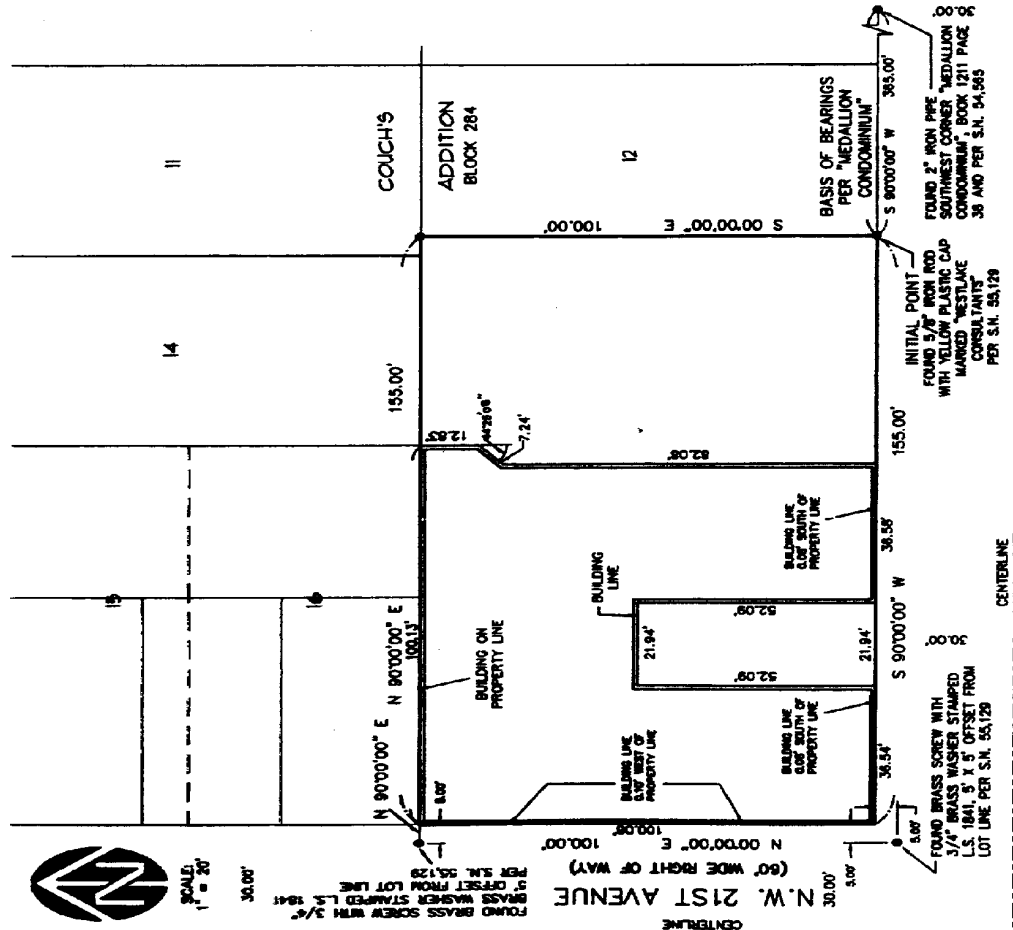 11
COUCH'S
ADDITION
BLOCK 284
12
BASIS OF BEARINGS
PER "MEDALLION
CONDOMINIUM"
S 90°00'00" W 365.00'
30.00'
FOUND 2" IRON PIPE
SOUTHWEST CORNER "MEDALLION
CONDOMINIUM", BOOK 1211 PAGE
38 AND PER S.N. 54,565
S 00°00'00" E 100.00'
INITIAL POINT
FOUND 5/8" IRON ROD
WITH YELLOW PLASTIC CAP
MARKED "WESTLAKE
CONSULTANTS"
PER S.N. 55,129
14
155.00'
12.83'
7.24'
82.08'
155.00'
15
16
N 90°00'00" E
N 90°00'00" E
100.13'
BUILDING ON
PROPERTY LINE
BUILDING
LINE
BUILDING LINE
0.08' SOUTH OF
PROPERTY LINE
38.58'
52.09'
21.94'
52.09'
21.94'
S 90°00'00" W
BUILDING LINE
0.10' WEST OF
PROPERTY LINE
BUILDING LINE
0.06' SOUTH OF
PROPERTY LINE
36.54'
100.08'
N 00°00'00" E 100.00'
(60' WIDE RIGHT OF WAY)
N.W. 21ST AVENUE
CENTERLINE
30.00'
5.00'
5.00'
N
SCALE:
1" = 20'
30.00'
FOUND BRASS SCREW WITH 3/4"
BRASS WASHER STAMPED L.S. 1841
5' OFFSET FROM LOT LINE
PER S.N. 55,129
FOUND BRASS SCREW WITH
3/4" BRASS WASHER STAMPED
L.S. 1841, 5' X 5' OFFSET FROM
LOT LINE PER S.N. 55,129
30.00'
CENTERLINE